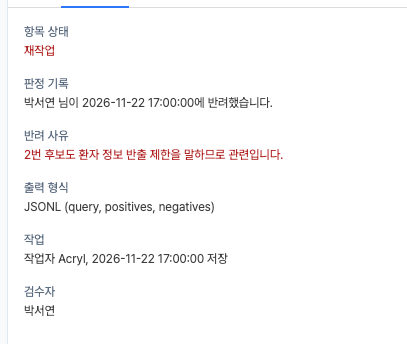 항목 상태
재작업
판정 기록
박서연 님이 2026-11-22 17:00:00에 반려했습니다.
반려 사유
2번 후보도 환자 정보 반출 제한을 말하므로 관련입니다.
출력 형식
JSONL (query, positives, negatives)
작업
작업자 Acryl, 2026-11-22 17:00:00 저장
검수자
박서연